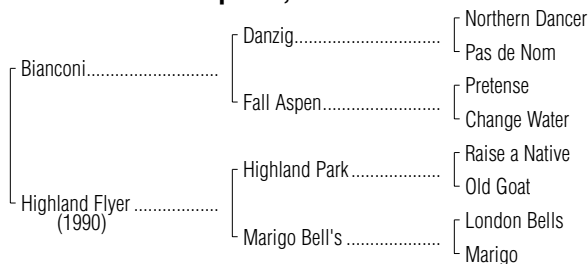 Northern Dancer
Danzig
Pas de Nom
Bianconi
Pretense
Fall Aspen
Change Water
Raise a Native
Highland Park
Old Goat
Highland Flyer
(1990)
London Bells
Marigo Bell's
Marigo